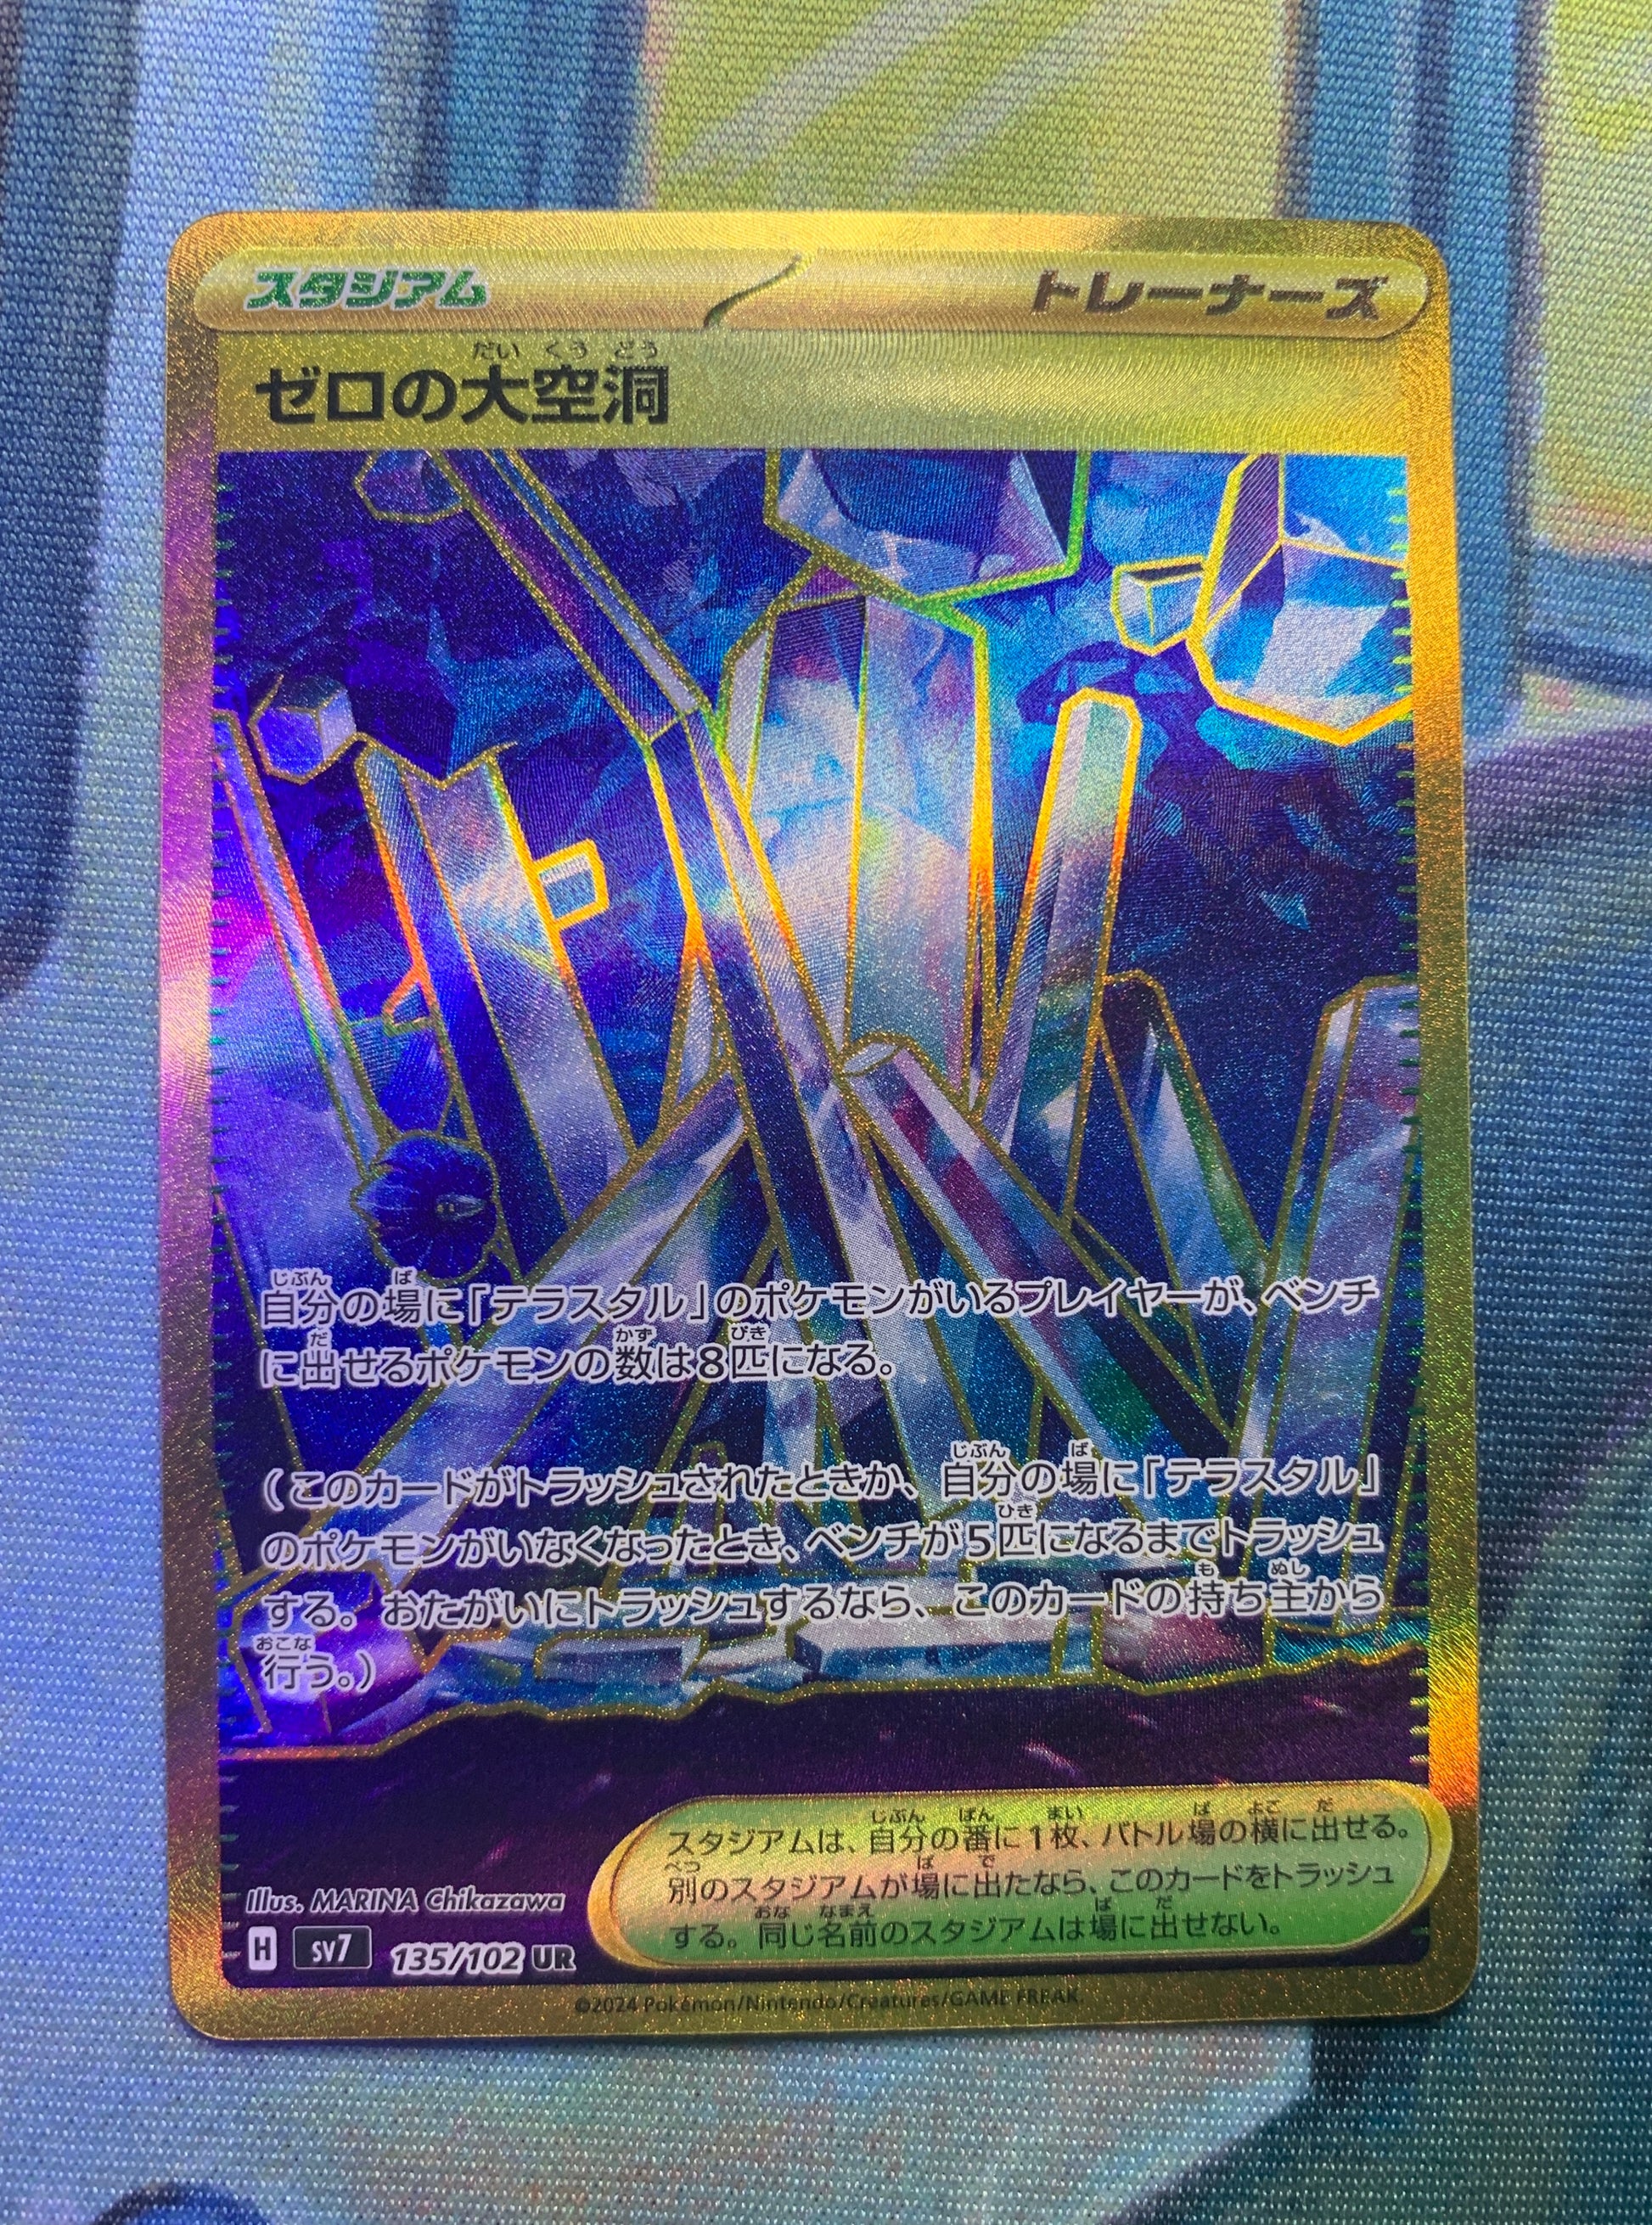 スタジアム
トレーナーズ
だいくうどう
ゼロの大空洞
じぶん ば
自分の場に「テラスタル」のポケモンがいるプレイヤーが、ベンチ
だ かず ぴき
に出せるポケモンの数は8匹になる。
じぶん ば
(このカードがトラッシュされたときか、自分の場に「テラスタル」
ひき
のポケモンがいなくなったとき、ベンチが5匹になるまでトラッシュ
も ぬし
する。おたがいにトラッシュするなら、このカードの持ち主から
おこな
行う。)
じぶん ばん まい ば よこ だ
スタジアムは、自分の番に1枚、バトル場の横に出せる。
べつ ば で
別のスタジアムが場に出たなら、このカードをトラッシュ
おな なまえ ば だ
する。同じ名前のスタジアムは場に出せない。
Illus. MARINA Chikazawa
H sv7 135/102 UR
©2024 Pokémon/Nintendo/Creatures/GAME FREAK.